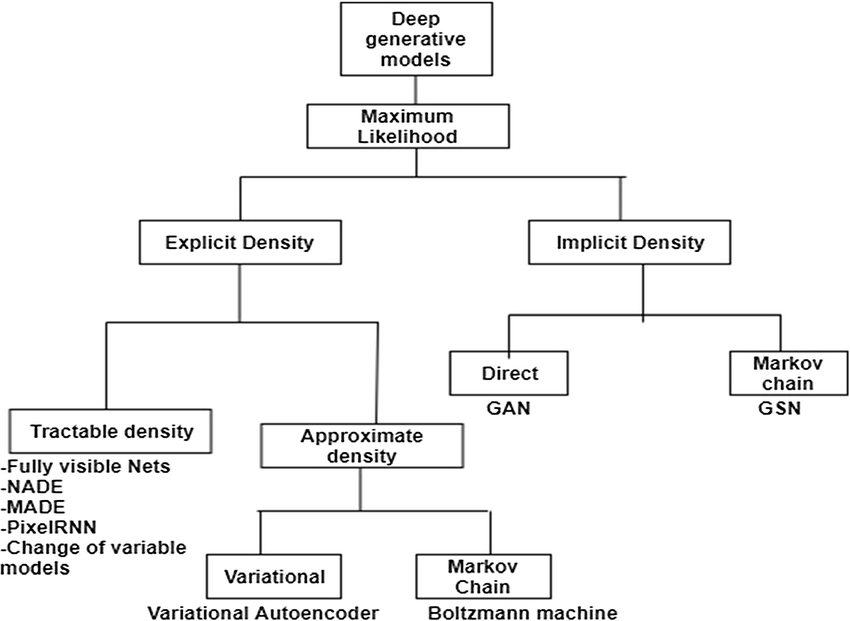 Deep
generative
models
Maximum
Likelihood
Explicit Density
Implicit Density
Direct
GAN
Markov
chain
GSN
Tractable density
-Fully visible Nets
-NADE
-MADE
-PixelRNN
-Change of variable
models
Approximate
density
Variational
Variational Autoencoder
Markov
Chain
Boltzmann machine